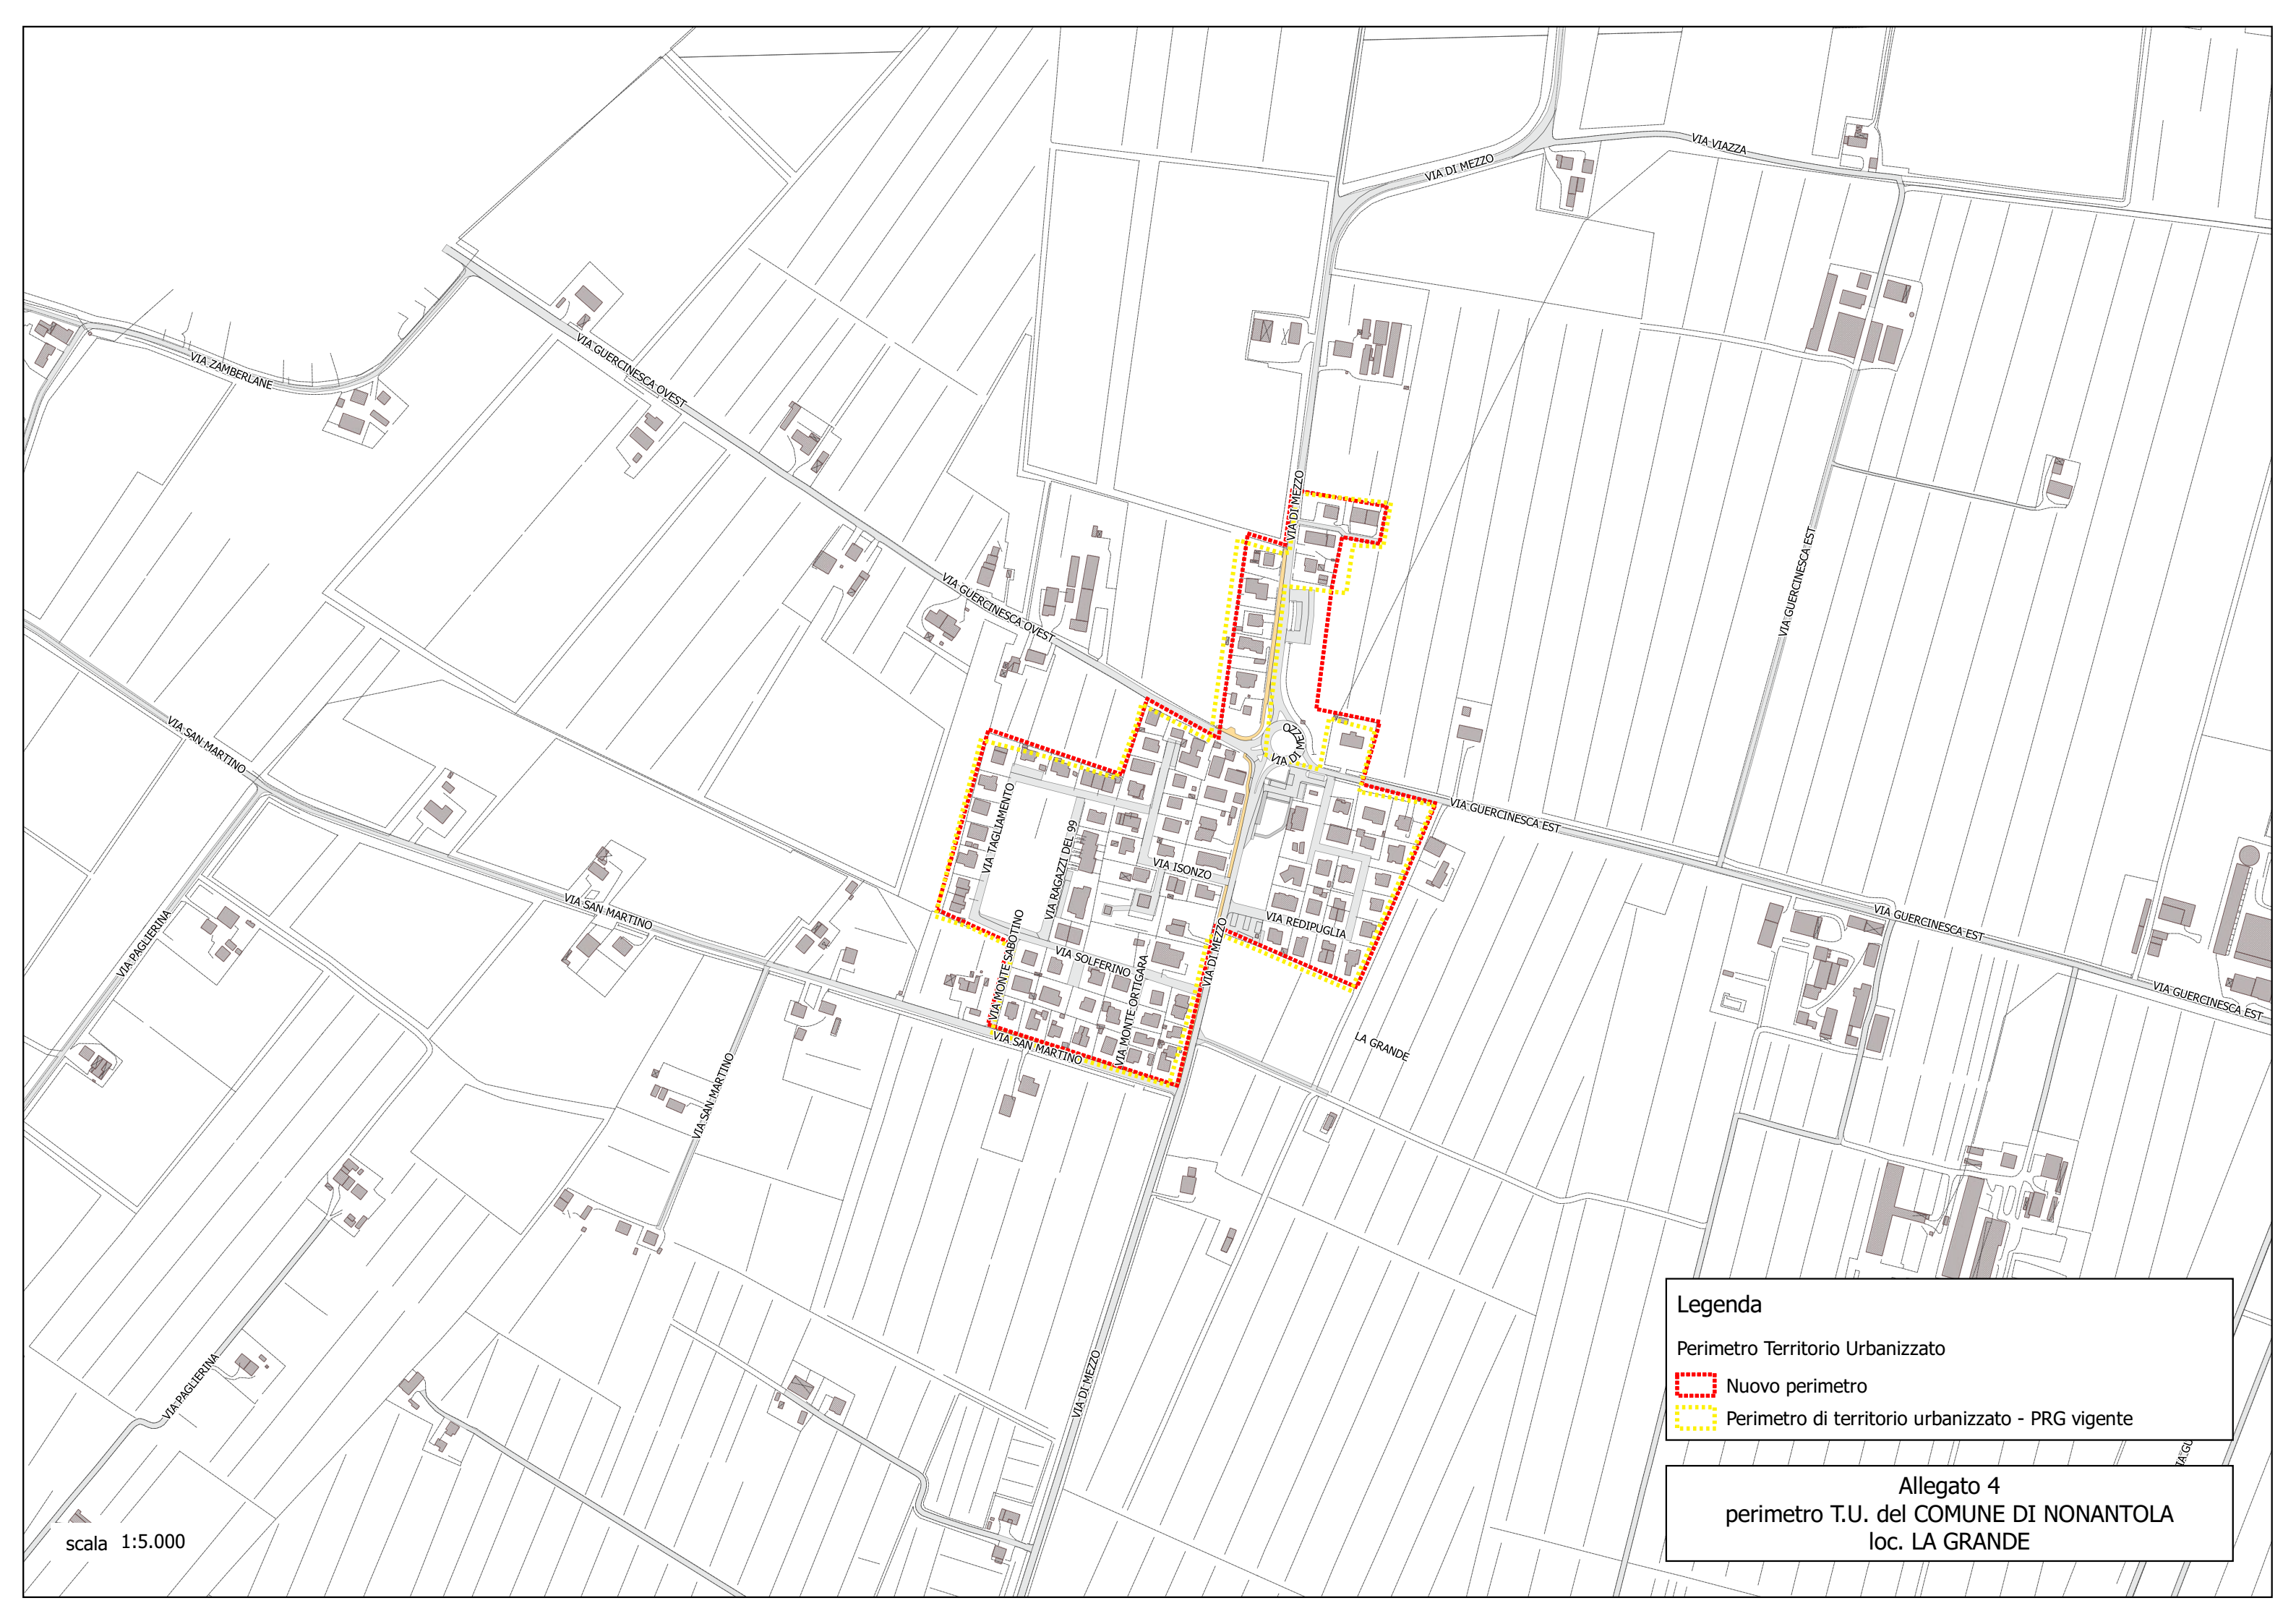 VIA VIAZZA
VIA DI MEZZO
VIA ZAMBERLANE
VIA GUERCINESCA OVEST
VIA DI MEZZO
VIA GUERCINESCA EST
VIA GUERCINESCA OVEST
VIA SAN MARTINO
VIA DI MEZZO
VIA GUERCINESCA EST
VIA TAGLIAMENTO
VIA RAGAZZI DEL 99
VIA ISONZO
VIA SAN MARTINO
VIA REDIPUGLIA
VIA GUERCINESCA EST
VIA PAGLIERINA
VIA MONTE SABOTINO
VIA SOLFERINO
VIA MONTE ORTIGARA
VIA DI MEZZO
VIA GUERCINESCA EST
VIA SAN MARTINO
LA GRANDE
VIA SAN MARTINO
VIA DI MEZZO
VIA PAGLIERINA
Legenda
Perimetro Territorio Urbanizzato
Nuovo perimetro
Perimetro di territorio urbanizzato - PRG vigente
Allegato 4
perimetro T.U. del COMUNE DI NONANTOLA
loc. LA GRANDE
scala 1:5.000